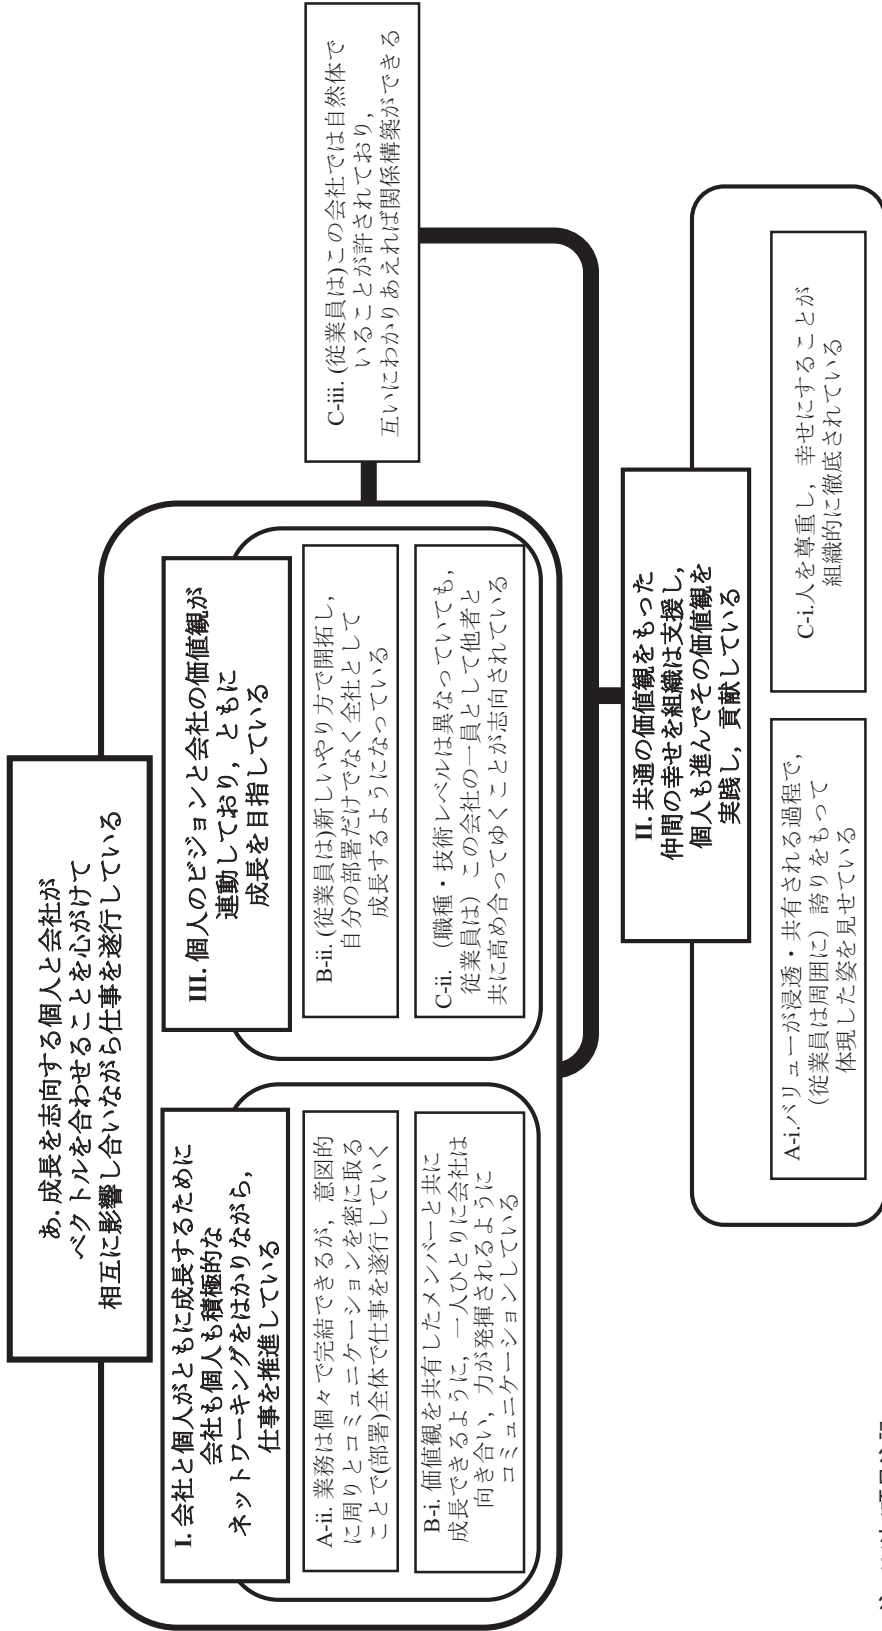 あ. 成長を志向する個人と会社が
ベクトルを合わせることを心がけて
相互に影響し合いながら仕事を遂行している
I. 会社と個人がともに成長するために
会社も個人も積極的な
ネットワーキングをはかりながら,
仕事を推進している
A-ii. 業務は個々で完結できるが，意図的
に周りとコミュニケーションを密に取る
ことで(部署)全体で仕事を遂行していく
B-i. 価値観を共有したメンバーと共に
成長できるように，一人ひとりに会社は
向き合い，力が発揮されるように
コミュニケーションしている
III. 個人のビジョンと会社の価値観が
連動しており，ともに
成長を目指している
B-ii. (従業員は)新しいやり方で開拓し,
自分の部署だけでなく全社として
成長するようになっている
C-ii. （職種・技術レベルは異なっていても,
従業員は）この会社の一員として他者と
共に高め合ってゆくことが志向されている
C-iii. (従業員は)この会社では自然体で
いることが許されており,
互いにわかりあえれば関係構築ができる
II. 共通の価値観をもった
仲間の幸せを組織は支援し,
個人も進んでその価値観を
実践し，貢献している
A-i.バリューが浸透・共有される過程で,
(従業員は周囲に）誇りをもって
体現した姿を見せている
C-i.人を尊重し，幸せにすることが
組織的に徹底されている